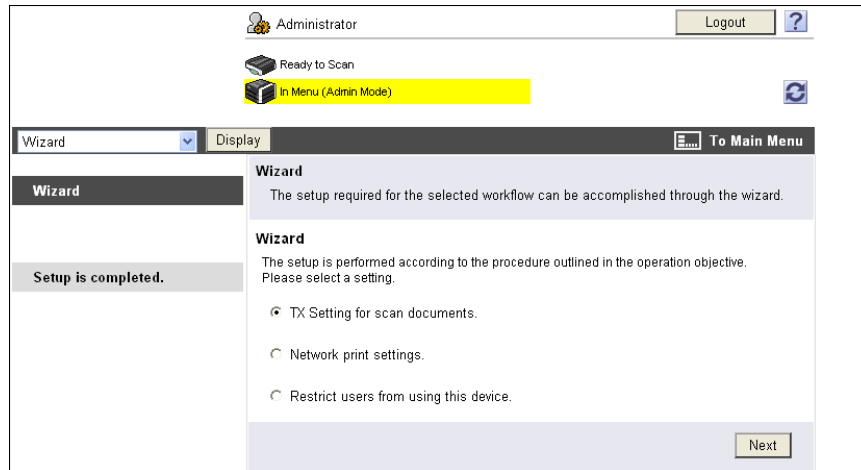 Administrator
Logout
?
Ready to Scan
In Menu (Admin Mode)
Wizard
Display
To Main Menu
Wizard
Wizard
The setup required for the selected workflow can be accomplished through the wizard.
Setup is completed.
Wizard
The setup is performed according to the procedure outlined in the operation objective.
Please select a setting.
TX Setting for scan documents.
Network print settings.
Restrict users from using this device.
Next